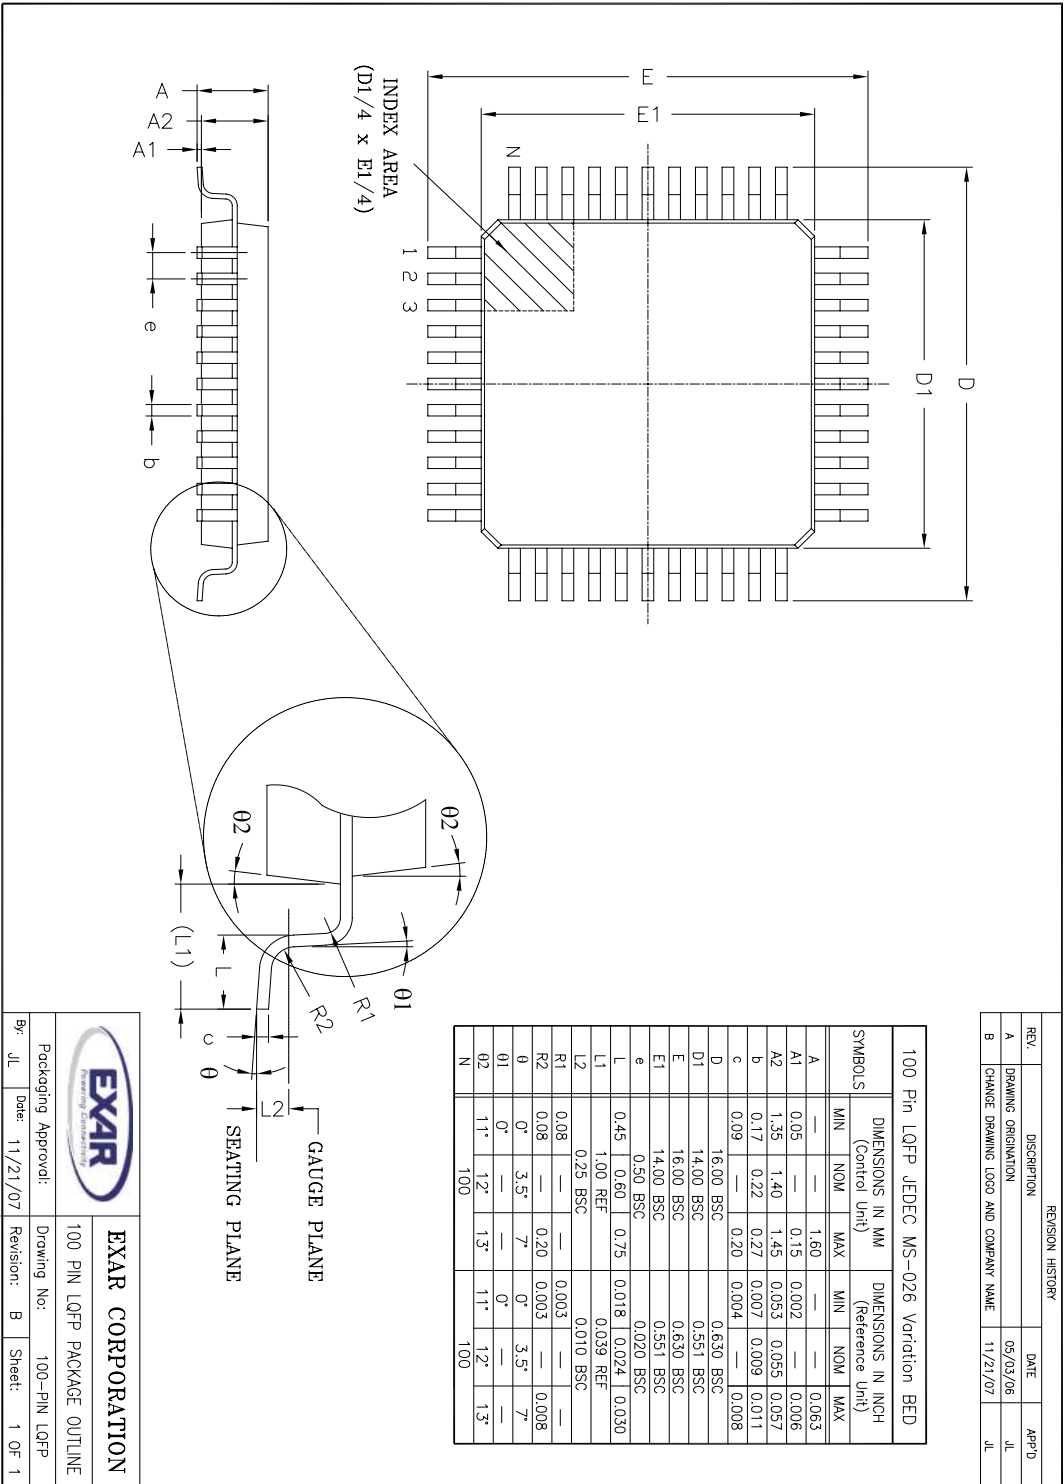 REVISION HISTORY
REV. DISCRIPTION DATE APP'D
A DRAWING ORIGINATION 05/03/06 JL
B CHANGE DRAWING LOGO AND COMPANY NAME 11/21/07 JL
D
D1
E
E1
N
1 2 3
INDEX AREA
(D1/4 x E1/4)
A
A2
A1
e
b
θ2
θ2
(L1)
L
θ1
R1
R2
c
θ
L2
GAUGE PLANE
SEATING PLANE
100 Pin LQFP JEDEC MS-026 Variation BED
SYMBOLS DIMENSIONS IN MM DIMENSIONS IN INCH
(Control Unit) (Reference Unit)
MIN NOM MAX MIN NOM MAX
A — — 1.60 — — 0.063
A1 0.05 — 0.15 0.002 — 0.006
A2 1.35 1.40 1.45 0.053 0.055 0.057
b 0.17 0.22 0.27 0.007 0.009 0.011
c 0.09 — 0.20 0.004 — 0.008
D 16.00 BSC 0.630 BSC
D1 14.00 BSC 0.551 BSC
E 16.00 BSC 0.630 BSC
E1 14.00 BSC 0.551 BSC
e 0.50 BSC 0.020 BSC
L 0.45 0.60 0.75 0.018 0.024 0.030
L1 1.00 REF 0.039 REF
L2 0.25 BSC 0.010 BSC
R1 0.08 — — 0.003 — —
R2 0.08 — 0.20 0.003 — 0.008
θ 0° 3.5° 7° 0° 3.5° 7°
θ1 0° — — 0° — —
θ2 11° 12° 13° 11° 12° 13°
N 100 100
EXAR
Powering Connectivity
EXAR CORPORATION
100 PIN LQFP PACKAGE OUTLINE
Packaging Approval: Drawing No: 100-PIN LQFP
By: JL Date: 11/21/07 Revision: B Sheet: 1 OF 1